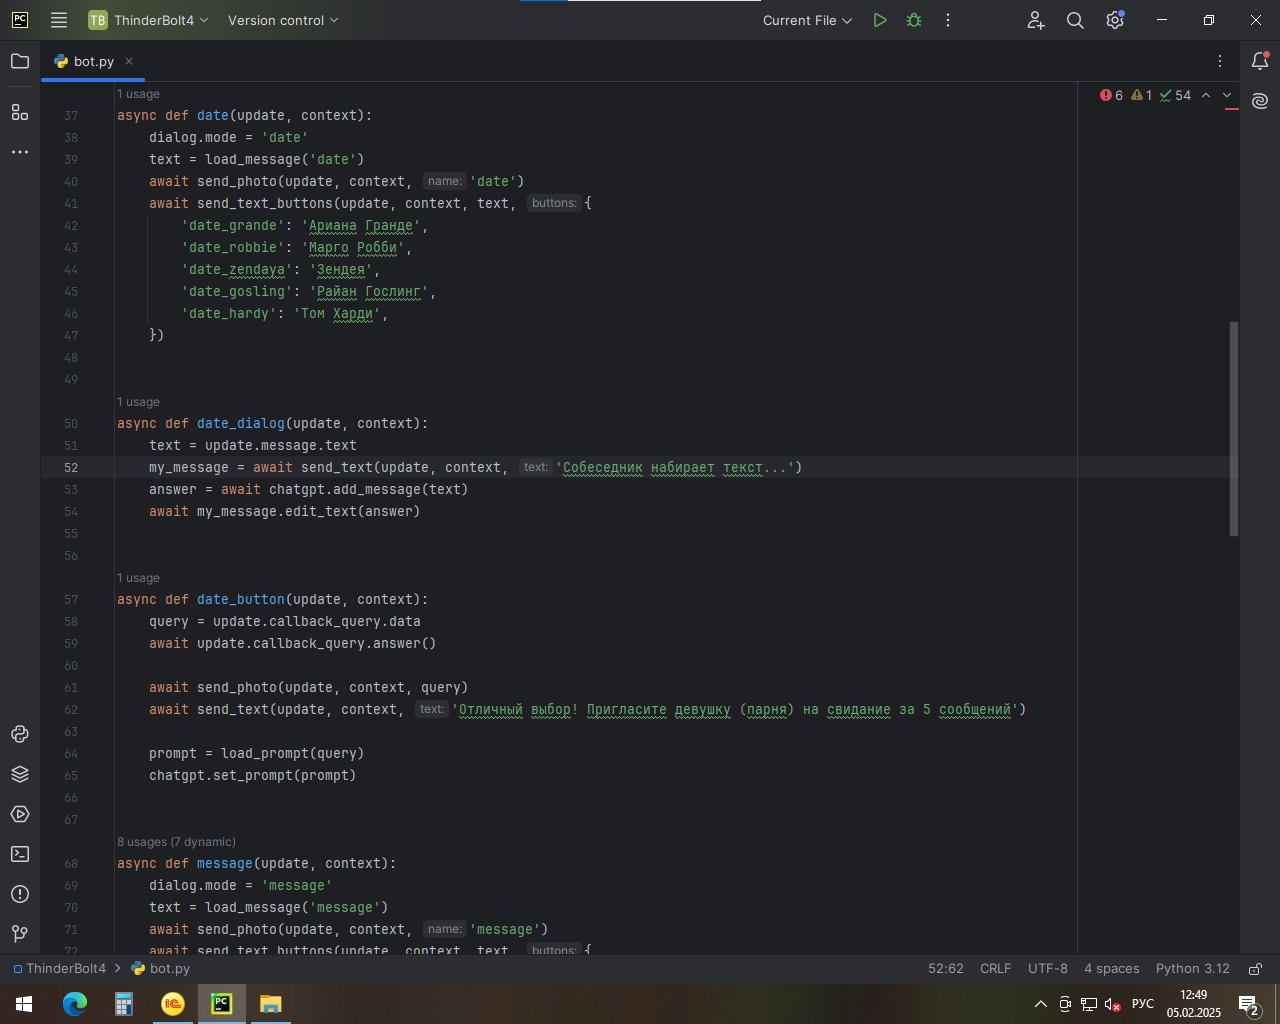 PC TB ThinderBolt4 Version control Current File
bot.py
6 1 54
1 usage
37 async def date(update, context):
38 dialog.mode = 'date'
39 text = load_message('date')
40 await send_photo(update, context, name: 'date')
41 await send_text_buttons(update, context, text, buttons: {
42 'date_grande': 'Ариана Гранде',
43 'date_robbie': 'Марго Робби',
44 'date_zendaya': 'Зендея',
45 'date_gosling': 'Райан Гослинг',
46 'date_hardy': 'Том Харди',
47 })
48
49
1 usage
50 async def date_dialog(update, context):
51 text = update.message.text
52 my_message = await send_text(update, context, text: 'Собеседник набирает текст...')
53 answer = await chatgpt.add_message(text)
54 await my_message.edit_text(answer)
55
56
1 usage
57 async def date_button(update, context):
58 query = update.callback_query.data
59 await update.callback_query.answer()
60
61 await send_photo(update, context, query)
62 await send_text(update, context, text: 'Отличный выбор! Пригласите девушку (парня) на свидание за 5 сообщений')
63
64 prompt = load_prompt(query)
65 chatgpt.set_prompt(prompt)
66
67
8 usages (7 dynamic)
68 async def message(update, context):
69 dialog.mode = 'message'
70 text = load_message('message')
71 await send_photo(update, context, name: 'message')
72 await send_text_buttons(update, context, text, buttons: {
ThinderBolt4 bot.py 52:62 CRLF UTF-8 4 spaces Python 3.12
PC РУС 12:49 2
05.02.2025